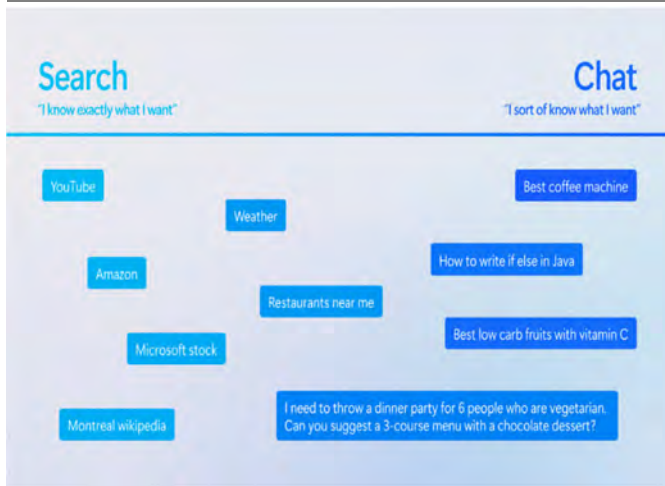 Search
Chat
"I know exactly what I want"
"I sort of know what I want"
YouTube
Best coffee machine
Weather
How to write if else in Java
Amazon
Restaurants near me
Best low carb fruits with vitamin C
Microsoft stock
I need to throw a dinner party for 6 people who are vegetarian.
Can you suggest a 3-course menu with a chocolate dessert?
Montreal wikipedia